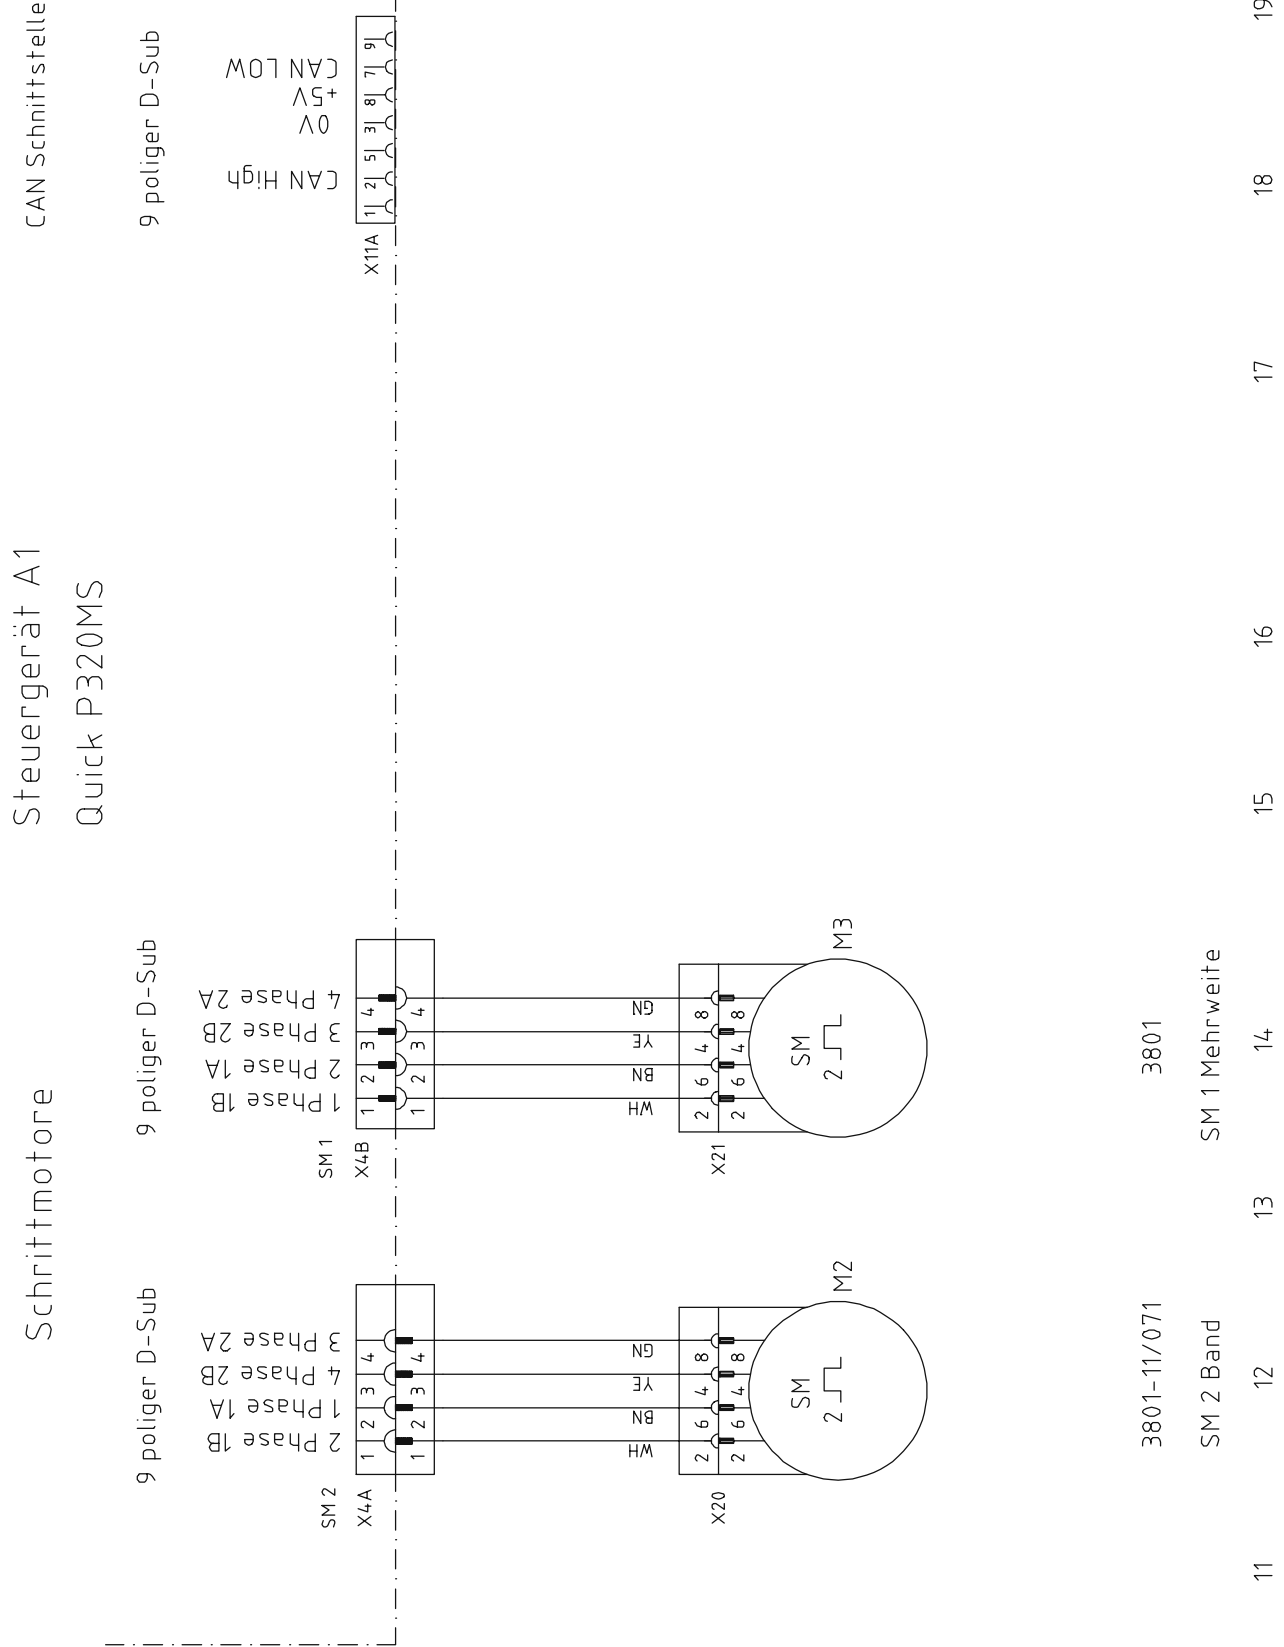 Schrittmotore
Steuergerät A1
Quick P320MS
CAN Schnittstelle
9 poliger D-Sub
9 poliger D-Sub
9 poliger D-Sub
2 Phase 1B
1 Phase 1A
4 Phase 2B
3 Phase 2A
1 Phase 1B
2 Phase 1A
3 Phase 2B
4 Phase 2A
CAN High
0V
+5V
CAN LOW
SM 2
X4A
1 2 3 4
1 2 3 4
SM 1
X4B
1 2 3 4
1 2 3 4
X11A
1 2 5 3 8 7 9
WH BN YE GN
WH BN YE GN
X20
2 6 4 8
2 6 4 8
X21
2 6 4 8
2 6 4 8
SM
2
M2
SM
2
M3
3801-11/071
3801
SM 2 Band
SM 1 Mehrweite
11 12 13 14 15 16 17 18 19